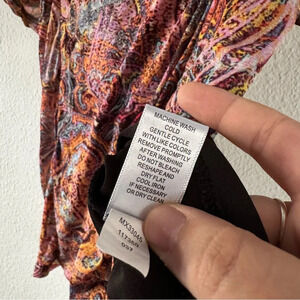 MACHINE WASH
COLD
GENTLE CYCLE
WITH LIKE COLORS
REMOVE PROMPTLY
AFTER WASHING
DO NOT BLEACH
RESHAPE AND
DRY FLAT
COOL IRON
IF NECESSARY
OR DRY CLEAN
MX33040